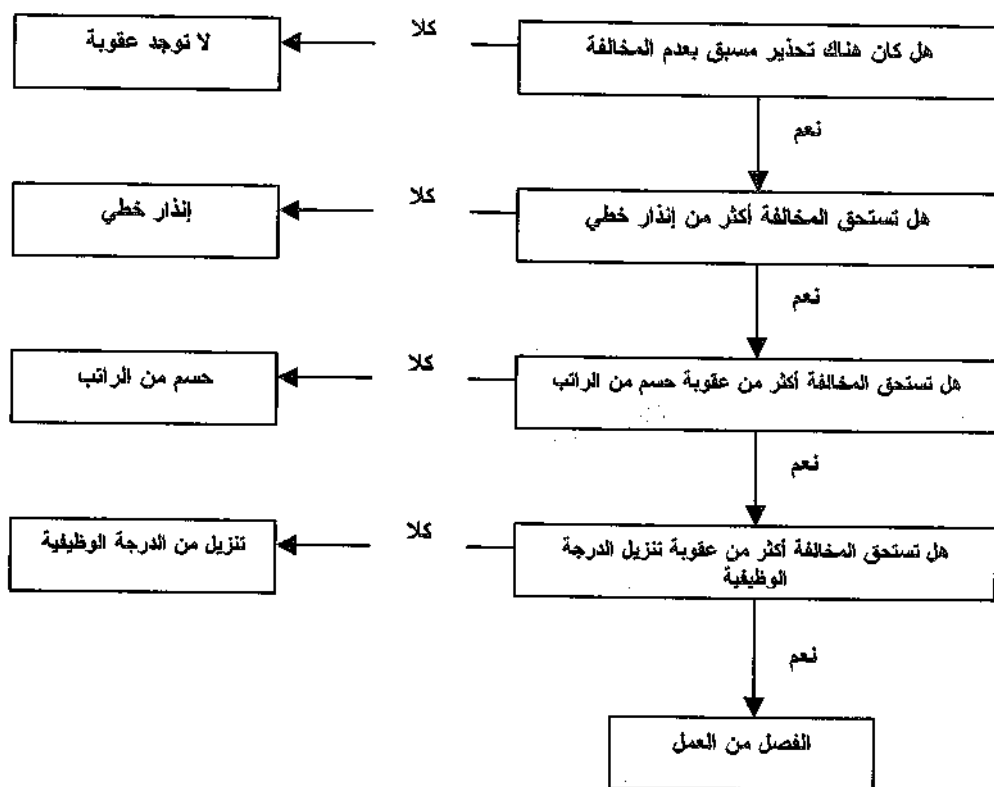 هل كان هناك تحذير مسبق بعدم المخالفة
كلا
لا توجد عقوبة
نعم
هل تستحق المخالفة أكثر من إنذار خطي
كلا
إنذار خطي
نعم
هل تستحق المخالفة أكثر من عقوبة حسم من الراتب
كلا
حسم من الراتب
نعم
هل تستحق المخالفة أكثر من عقوبة تنزيل الدرجة
الوظيفية
كلا
تنزيل من الدرجة الوظيفية
نعم
الفصل من العمل